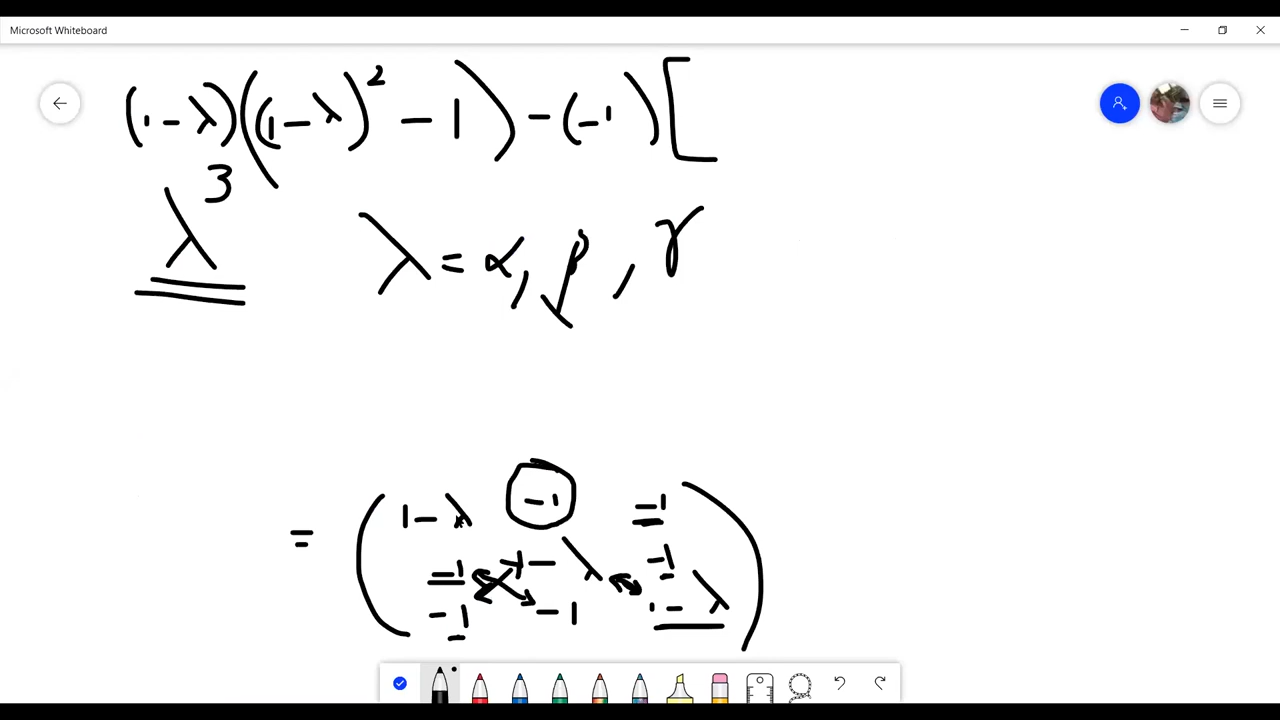 Microsoft Whiteboard
(1-λ)((1-λ)² - 1) - (-1) [
λ³ λ = α, β, γ
= ( 1-λ -1 -1
-1 1-λ -1
-1 -1 1-λ )